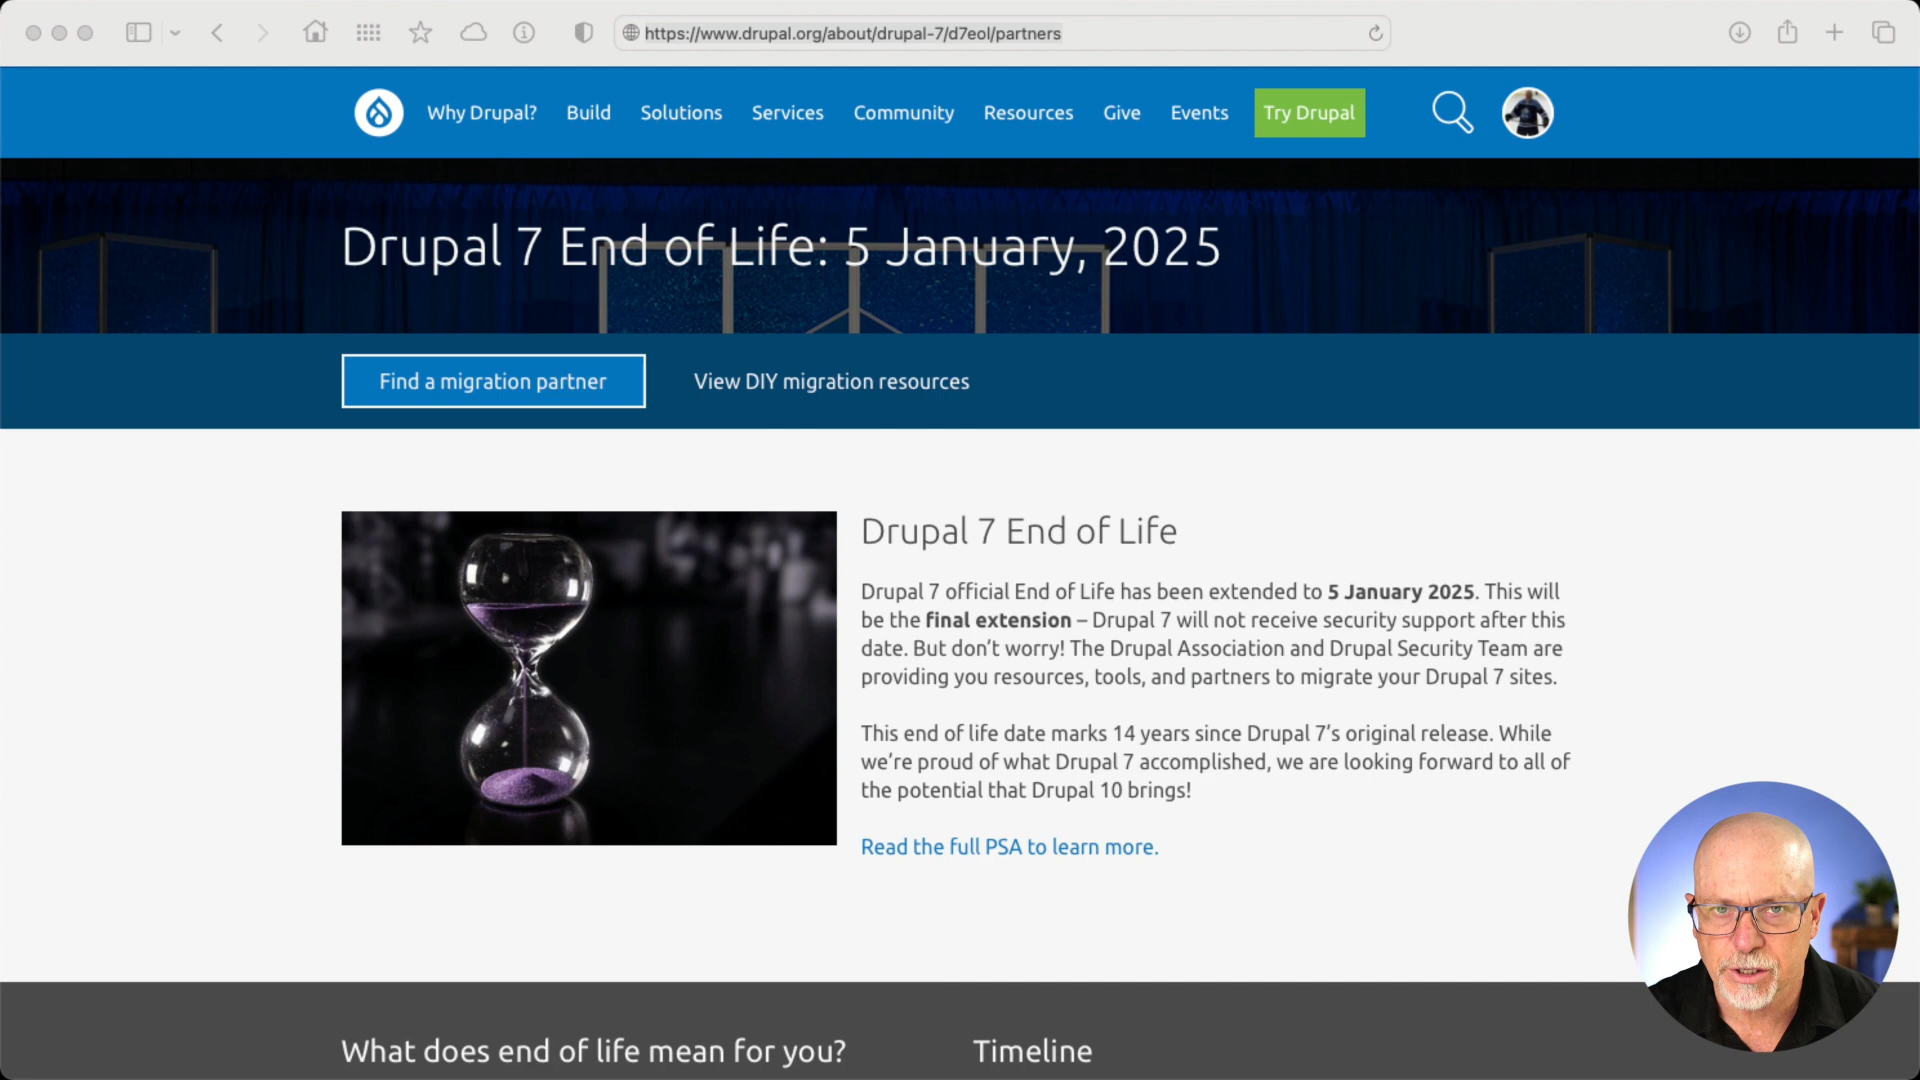 https://www.drupal.org/about/drupal-7/d7eol/partners
Why Drupal? Build Solutions Services Community Resources Give Events Try Drupal
Drupal 7 End of Life: 5 January, 2025
Find a migration partner View DIY migration resources
Drupal 7 End of Life
Drupal 7 official End of Life has been extended to 5 January 2025. This will
be the final extension – Drupal 7 will not receive security support after this
date. But don’t worry! The Drupal Association and Drupal Security Team are
providing you resources, tools, and partners to migrate your Drupal 7 sites.
This end of life date marks 14 years since Drupal 7’s original release. While
we’re proud of what Drupal 7 accomplished, we are looking forward to all of
the potential that Drupal 10 brings!
Read the full PSA to learn more.
What does end of life mean for you? Timeline